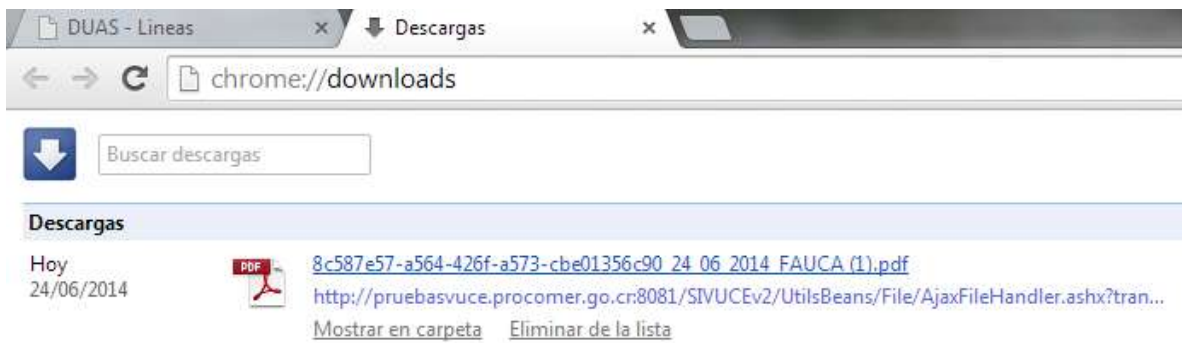 DUAS - Lineas
Descargas
chrome://downloads
Buscar descargas
Descargas
Hoy
24/06/2014
PDF
8c587e57-a564-426f-a573-cbe01356c90_24_06_2014_FAUCA (1).pdf
http://pruebasvuce.procomer.go.cr:8081/SIVUCEv2/UtilsBeans/File/AjaxFileHandler.ashx?tran...
Mostrar en carpeta Eliminar de la lista